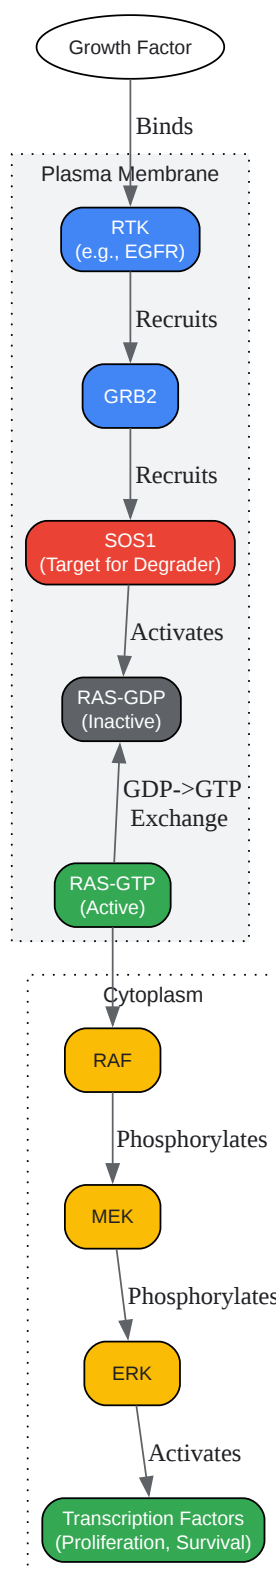 Growth Factor
Binds
Plasma Membrane
RTK
(e.g., EGFR)
Recruits
GRB2
Recruits
SOS1
(Target for Degrader)
Activates
RAS-GDP
(Inactive)
GDP->GTP
Exchange
RAS-GTP
(Active)
Cytoplasm
RAF
Phosphorylates
MEK
Phosphorylates
ERK
Activates
Transcription Factors
(Proliferation, Survival)